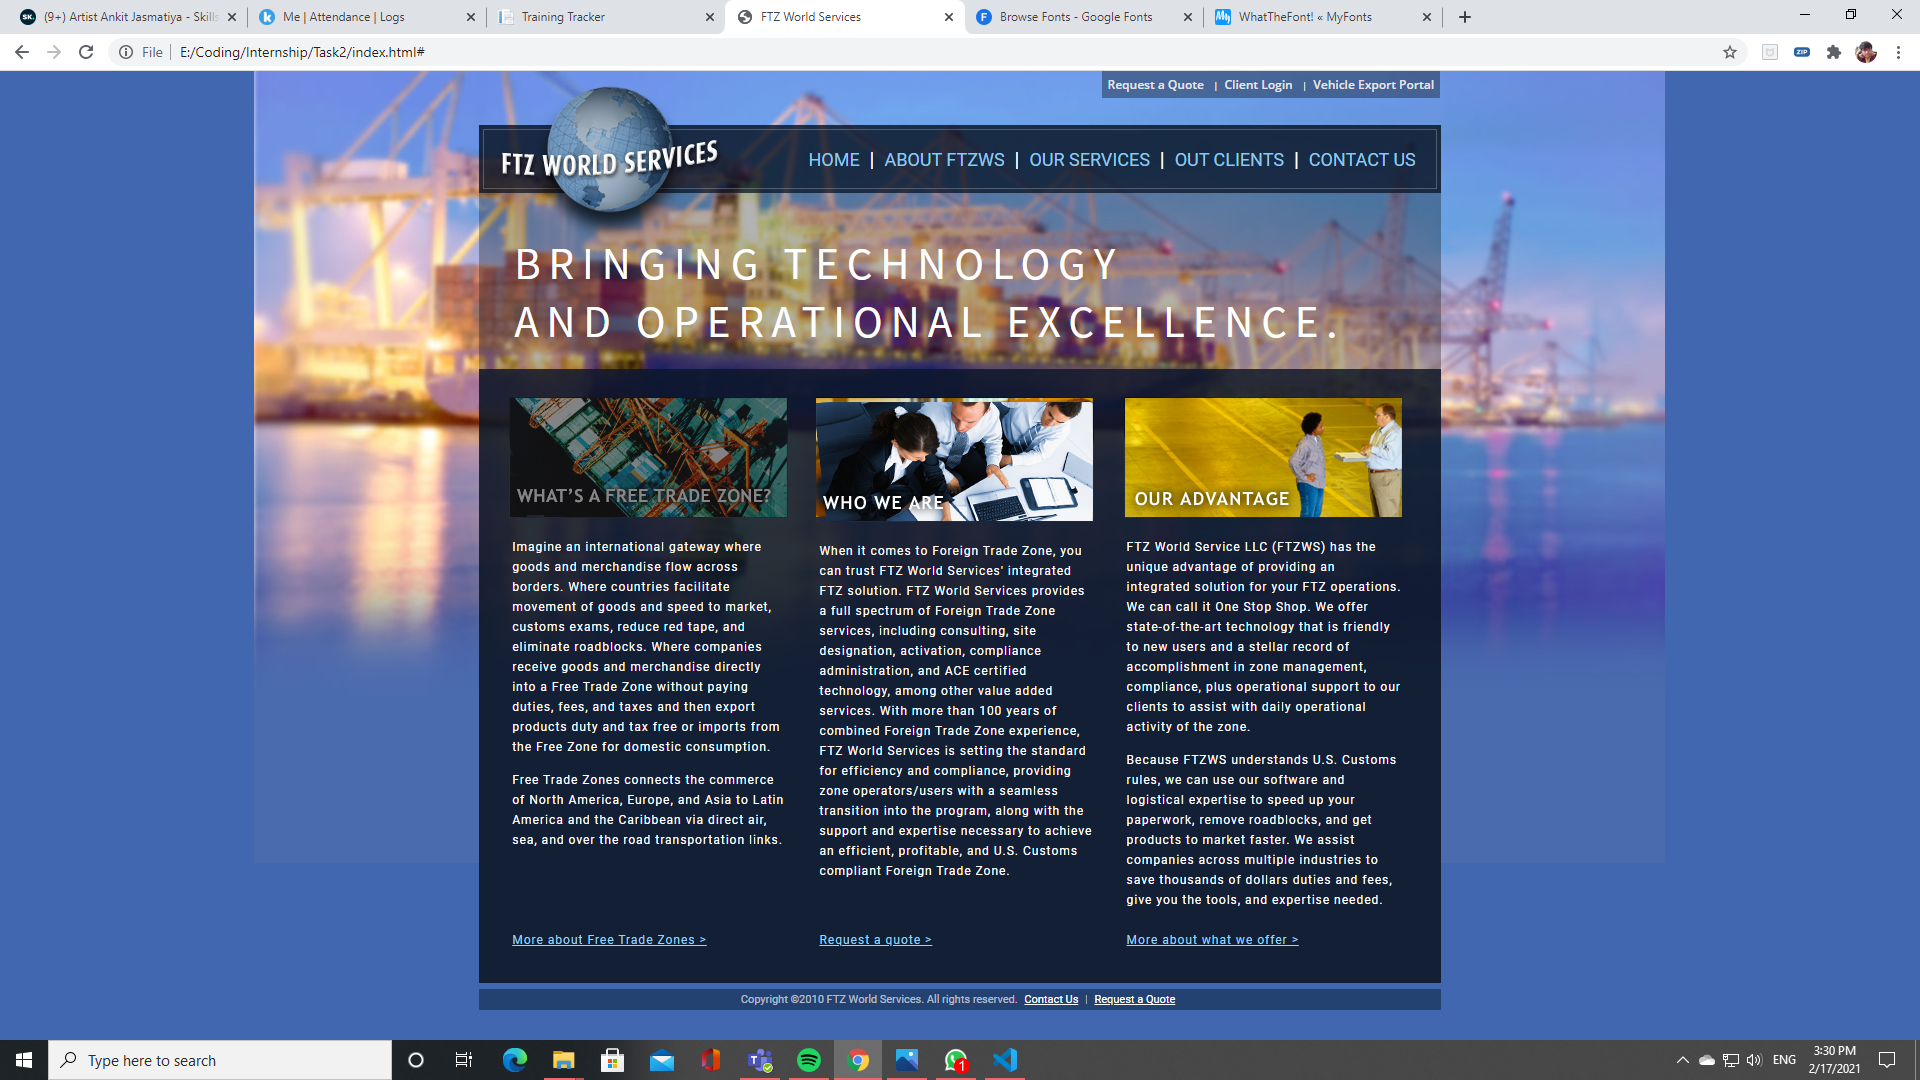 (9+) Artist Ankit Jasmatiya - Skills
Me | Attendance | Logs
Training Tracker
FTZ World Services
Browse Fonts - Google Fonts
WhatTheFont! « MyFonts
File | E:/Coding/Internship/Task2/index.html#
ZIP
Request a Quote | Client Login | Vehicle Export Portal
FTZ WORLD SERVICES
HOME | ABOUT FTZWS | OUR SERVICES | OUT CLIENTS | CONTACT US
BRINGING TECHNOLOGY
AND OPERATIONAL EXCELLENCE.
WHAT'S A FREE TRADE ZONE?
Imagine an international gateway where
goods and merchandise flow across
borders. Where countries facilitate
movement of goods and speed to market,
customs exams, reduce red tape, and
eliminate roadblocks. Where companies
receive goods and merchandise directly
into a Free Trade Zone without paying
duties, fees, and taxes and then export
products duty and tax free or imports from
the Free Zone for domestic consumption.
Free Trade Zones connects the commerce
of North America, Europe, and Asia to Latin
America and the Caribbean via direct air,
sea, and over the road transportation links.
More about Free Trade Zones >
WHO WE ARE
When it comes to Foreign Trade Zone, you
can trust FTZ World Services' integrated
FTZ solution. FTZ World Services provides
a full spectrum of Foreign Trade Zone
services, including consulting, site
designation, activation, compliance
administration, and ACE certified
technology, among other value added
services. With more than 100 years of
combined Foreign Trade Zone experience,
FTZ World Services is setting the standard
for efficiency and compliance, providing
zone operators/users with a seamless
transition into the program, along with the
support and expertise necessary to achieve
an efficient, profitable, and U.S. Customs
compliant Foreign Trade Zone.
Request a quote >
OUR ADVANTAGE
FTZ World Service LLC (FTZWS) has the
unique advantage of providing an
integrated solution for your FTZ operations.
We can call it One Stop Shop. We offer
state-of-the-art technology that is friendly
to new users and a stellar record of
accomplishment in zone management,
compliance, plus operational support to our
clients to assist with daily operational
activity of the zone.
Because FTZWS understands U.S. Customs
rules, we can use our software and
logistical expertise to speed up your
paperwork, remove roadblocks, and get
products to market faster. We assist
companies across multiple industries to
save thousands of dollars duties and fees,
give you the tools, and expertise needed.
More about what we offer >
Copyright ©2010 FTZ World Services. All rights reserved. Contact Us | Request a Quote
Type here to search
1
ENG
3:30 PM
2/17/2021